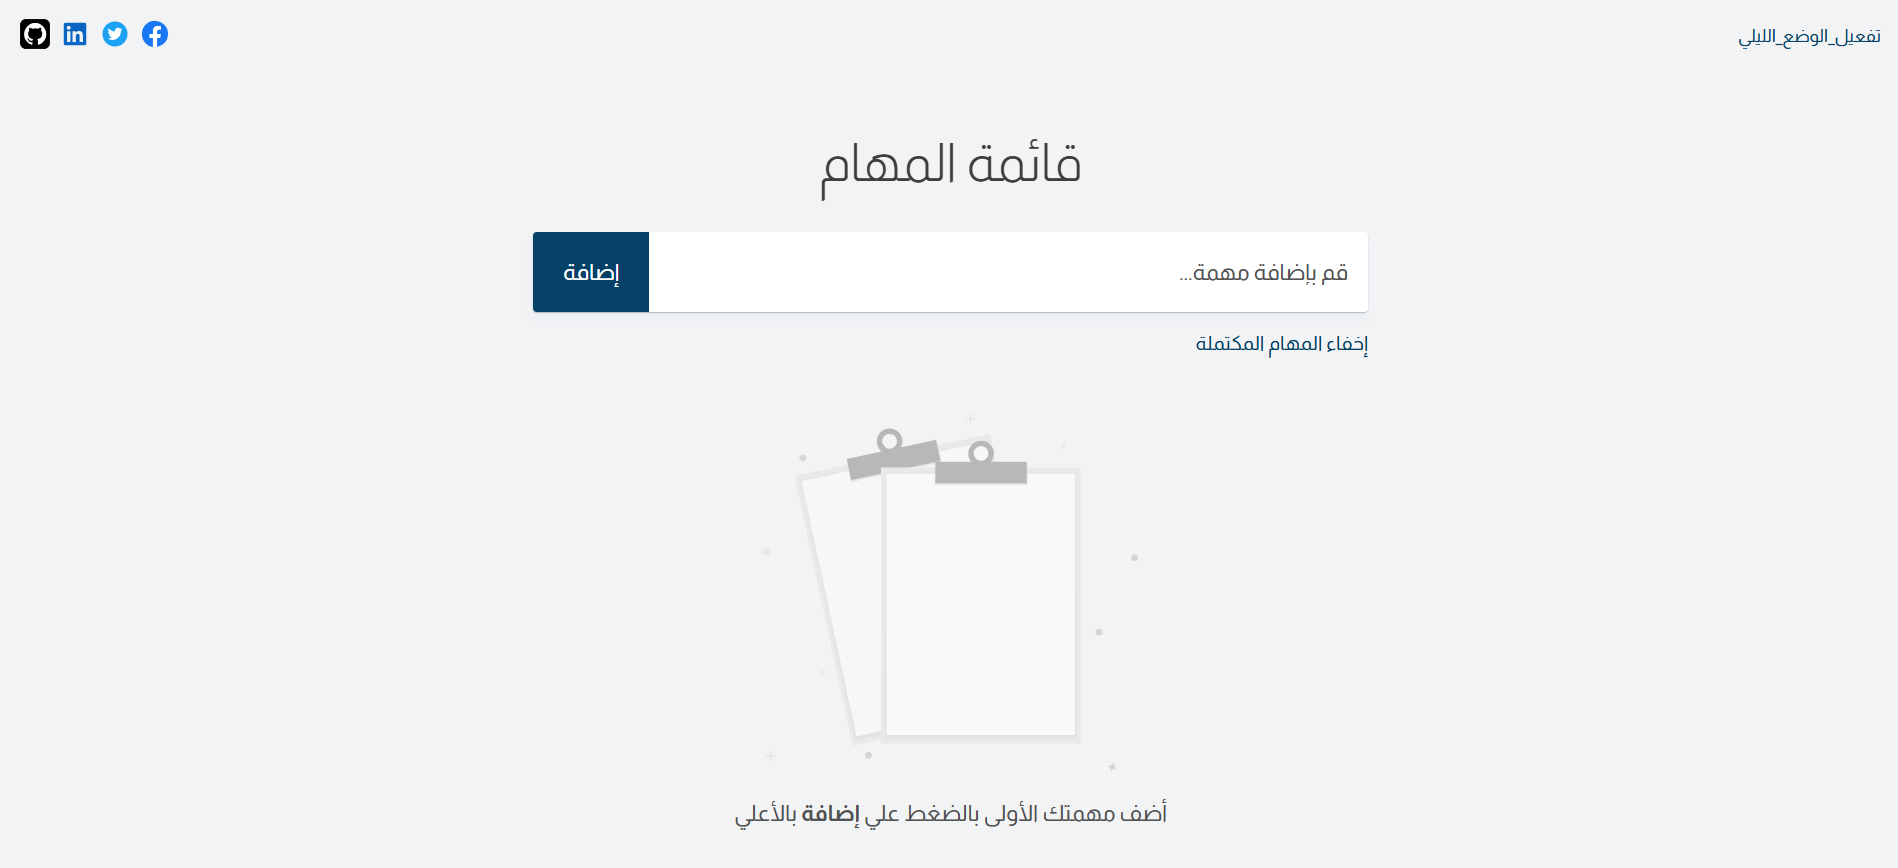 تفعيل_الوضع_الليلي
قائمة المهام
قم بإضافة مهمة...
إضافة
إخفاء المهام المكتملة
أضف مهمتك الأولى بالضغط علي إضافة بالأعلي